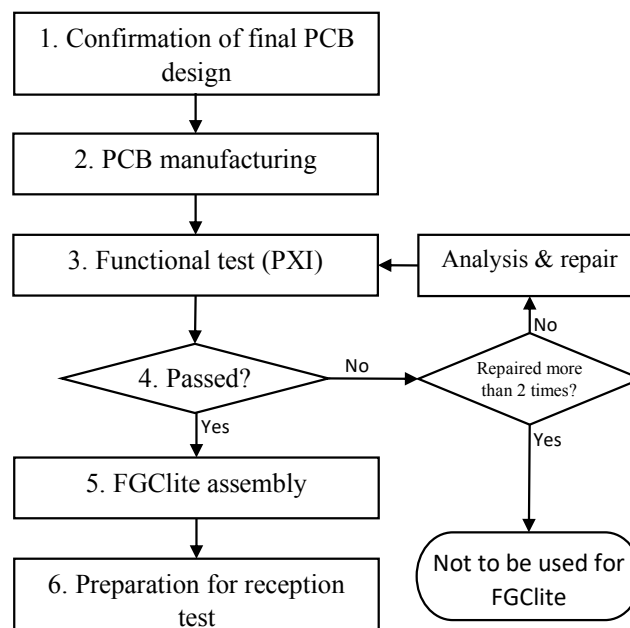 1. Confirmation of final PCB
design
2. PCB manufacturing
3. Functional test (PXI)
Analysis & repair
No
4. Passed?
No
Repaired more
than 2 times?
Yes
Yes
5. FGClite assembly
Not to be used for
FGClite
6. Preparation for reception
test